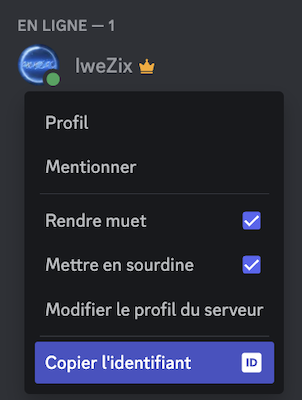 EN LIGNE — 1
IweZix
Profil
Mentionner
Rendre muet
Mettre en sourdine
Modifier le profil du serveur
Copier l'identifiant ID